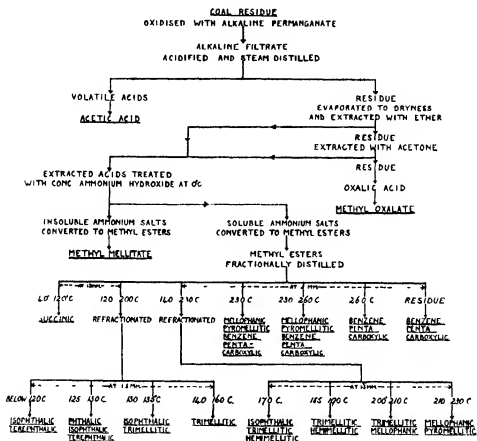 COAL RESIDUE
OXIDISED WITH ALKALINE PERMANGANATE
ALKALINE FILTRATE
ACIDIFIED AND STEAM DISTILLED
VOLATILE ACIDS
ACETIC ACID
RESIDUE
EVAPORATED TO DRYNESS
AND EXTRACTED WITH ETHER
RESIDUE
EXTRACTED WITH ACETONE
EXTRACTED ACIDS TREATED
WITH CONC AMMONIUM HYDROXIDE AT 0°C
RESIDUE
OXALIC ACID
METHYL OXALATE
INSOLUBLE AMMONIUM SALTS
CONVERTED TO METHYL ESTERS
METHYL MELLITATE
SOLUBLE AMMONIUM SALTS
CONVERTED TO METHYL ESTERS
METHYL ESTERS
FRACTIONALLY DISTILLED
AT MM
120°C 120 200°C 230°C 230°C 230 260°C 260°C RESIDUE
SUCCINIC REFRACTIONATED REFRACTIONATED
MELLOPHANIC
PYROMELLITIC
BENZENE
PENTA-
CARBOXYLIC
MELLOPHANIC
PYROMELLITIC
BENZENE
PENTA
CARBOXYLIC
BENZENE
PENTA
CARBOXYLIC
BENZENE
PENTA
CARBOXYLIC
AT MM AT MM
BELOW 120C 125 130°C 130 135°C 140 160°C 170°C 200 210°C 210 230°C
ISOPHTHALIC
TEREPHTHALIC
PHTHALIC
ISOPHTHALIC
TEREPHTHALIC
ISOPHTHALIC
TRIMELLITIC
TRIMELLITIC
ISOPHTHALIC
TRIMELLITIC
HEMIMELLITIC
TRIMELLITIC
HEMIMELLITIC
TRIMELLITIC
MELLOPHANIC
MELLOPHANIC
PYROMELLITIC